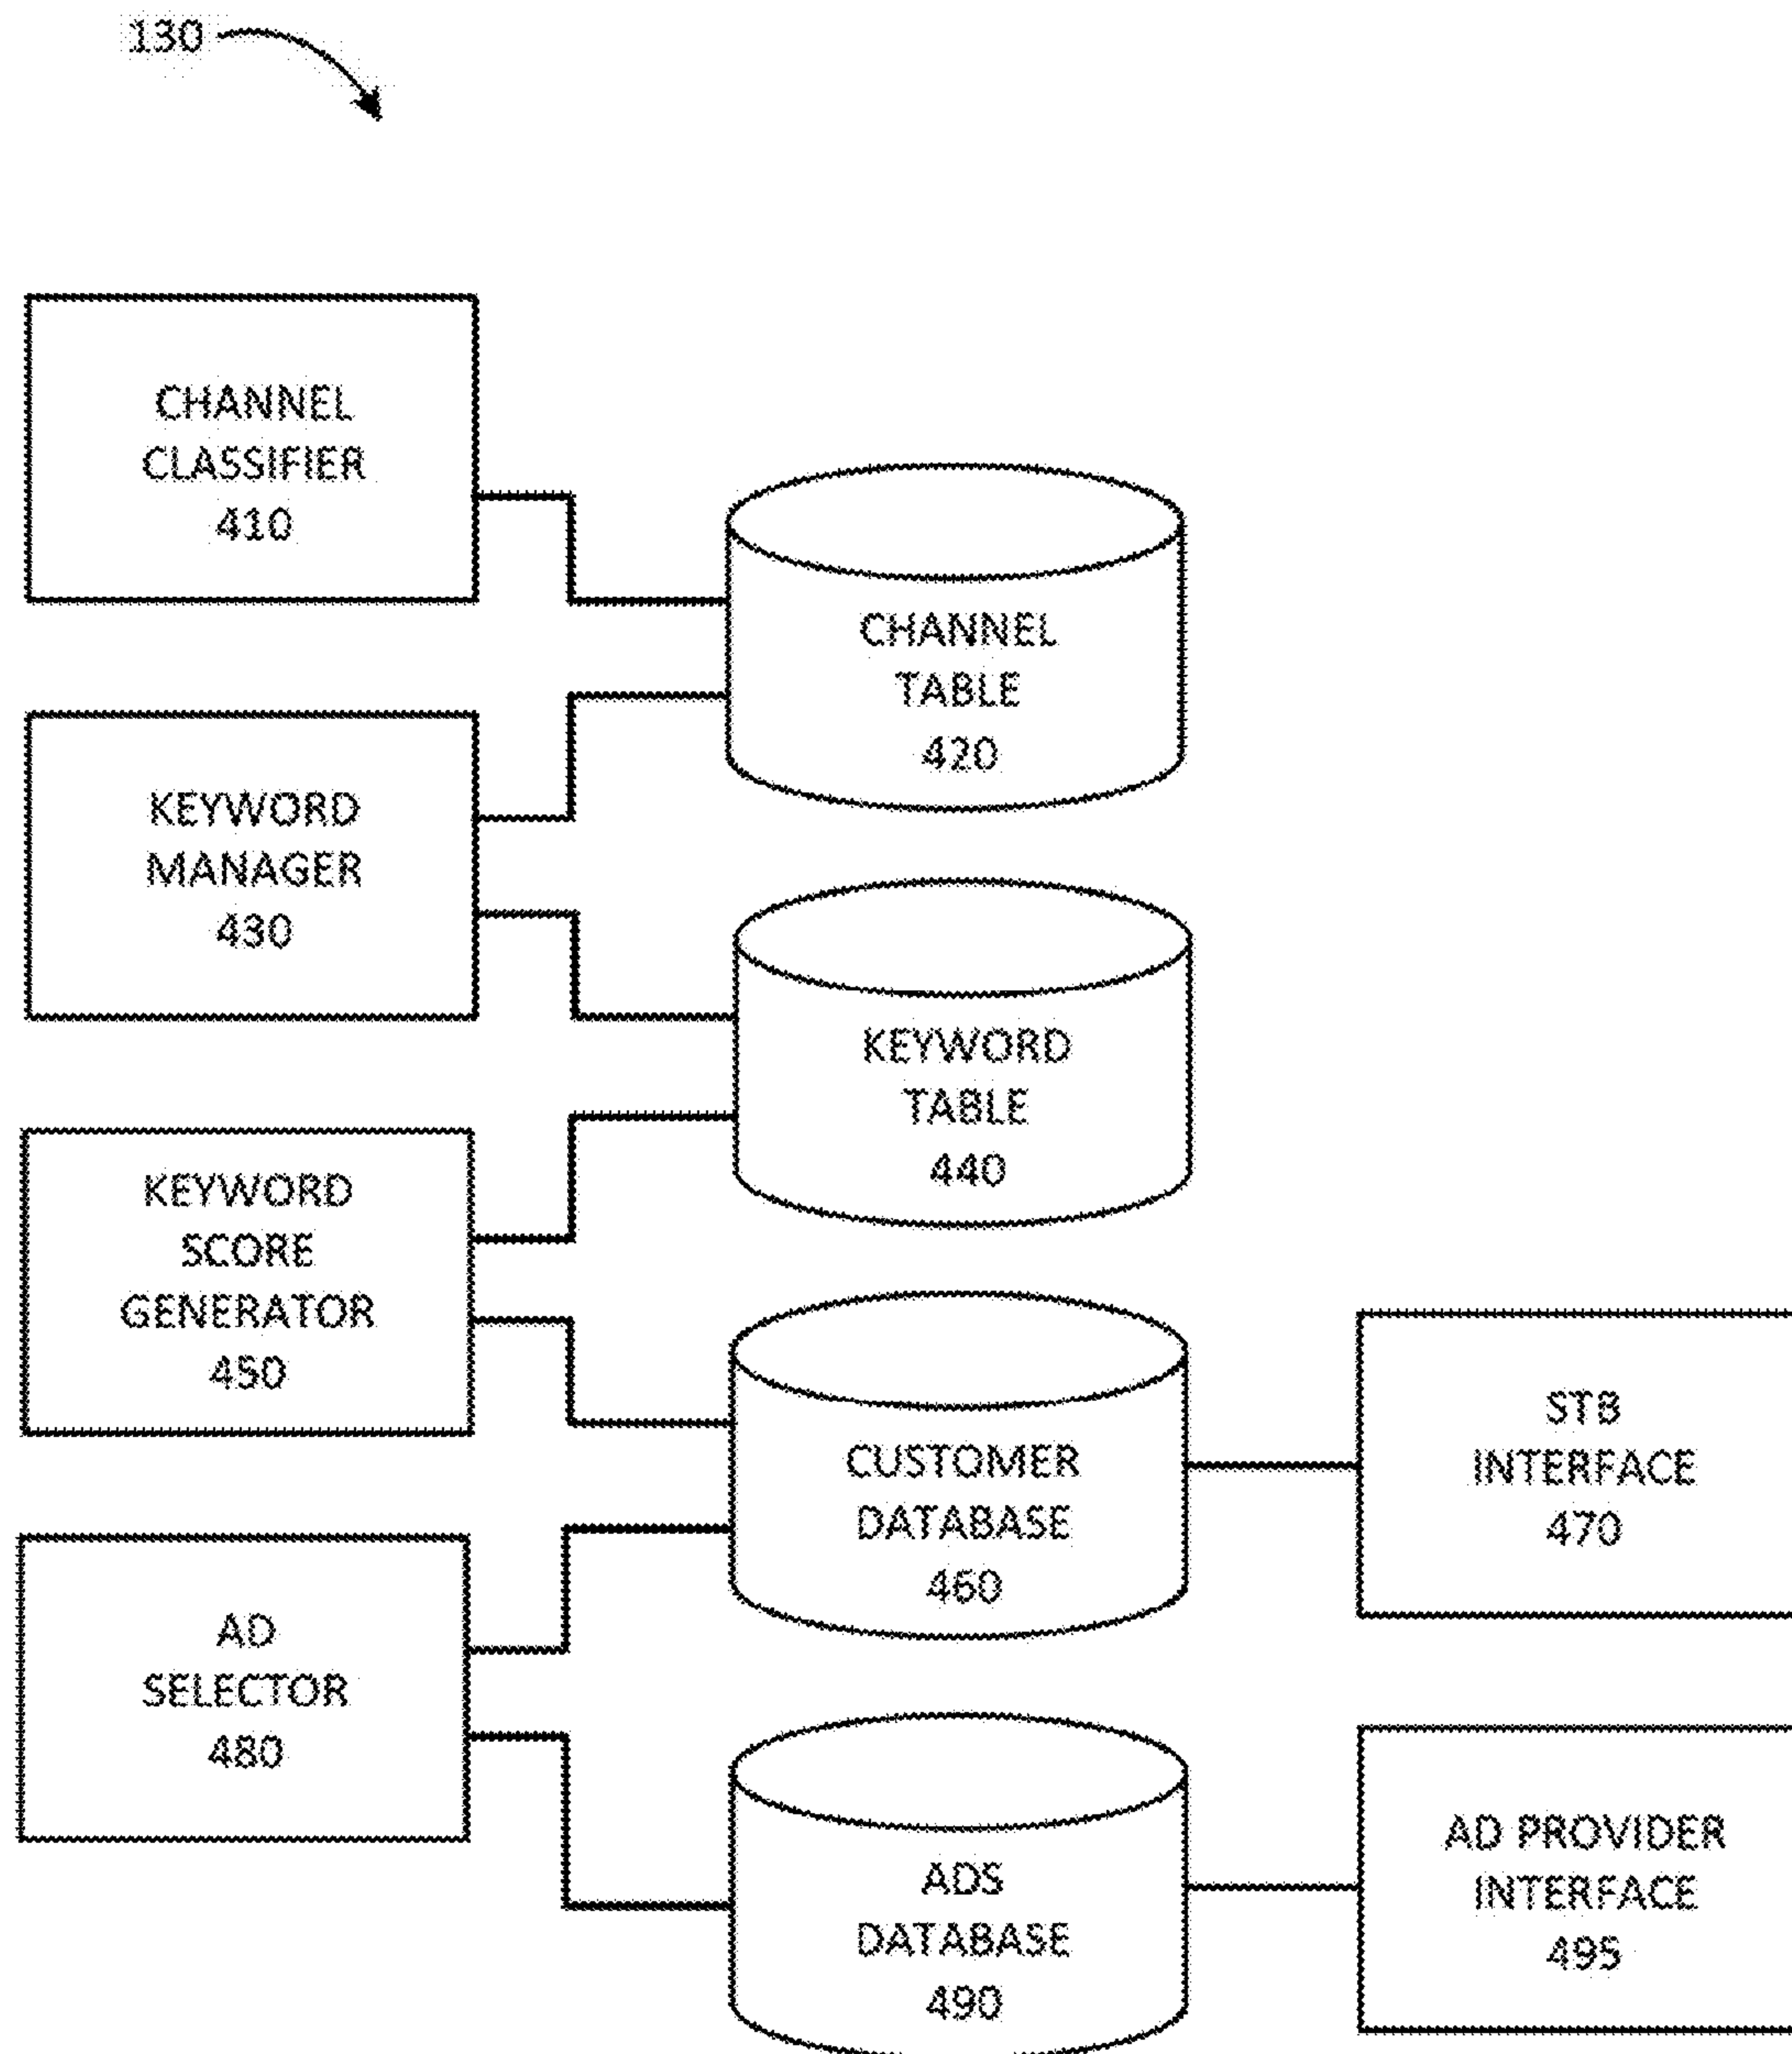 130
CHANNEL
CLASSIFIER
410
CHANNEL
TABLE
420
KEYWORD
MANAGER
430
KEYWORD
TABLE
440
KEYWORD
SCORE
GENERATOR
450
CUSTOMER
DATABASE
460
STB
INTERFACE
470
AD
SELECTOR
480
ADS
DATABASE
490
AD PROVIDER
INTERFACE
495